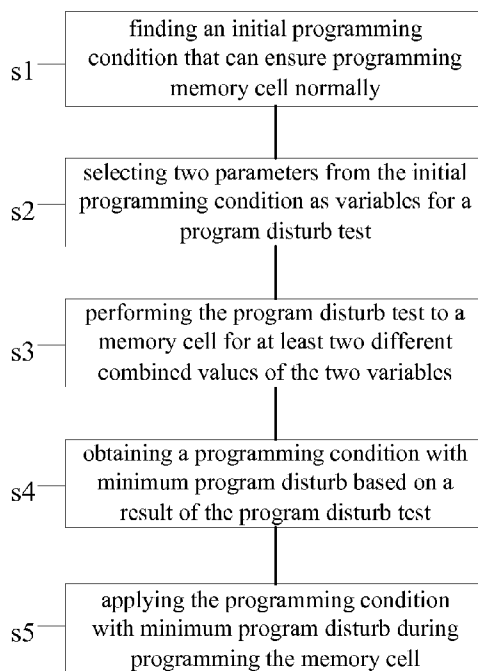 finding an initial programming
condition that can ensure programming
memory cell normally
s1
selecting two parameters from the initial
programming condition as variables for a
program disturb test
s2
performing the program disturb test to a
memory cell for at least two different
combined values of the two variables
s3
obtaining a programming condition with
minimum program disturb based on a
result of the program disturb test
s4
applying the programming condition
with minimum program disturb during
programming the memory cell
s5